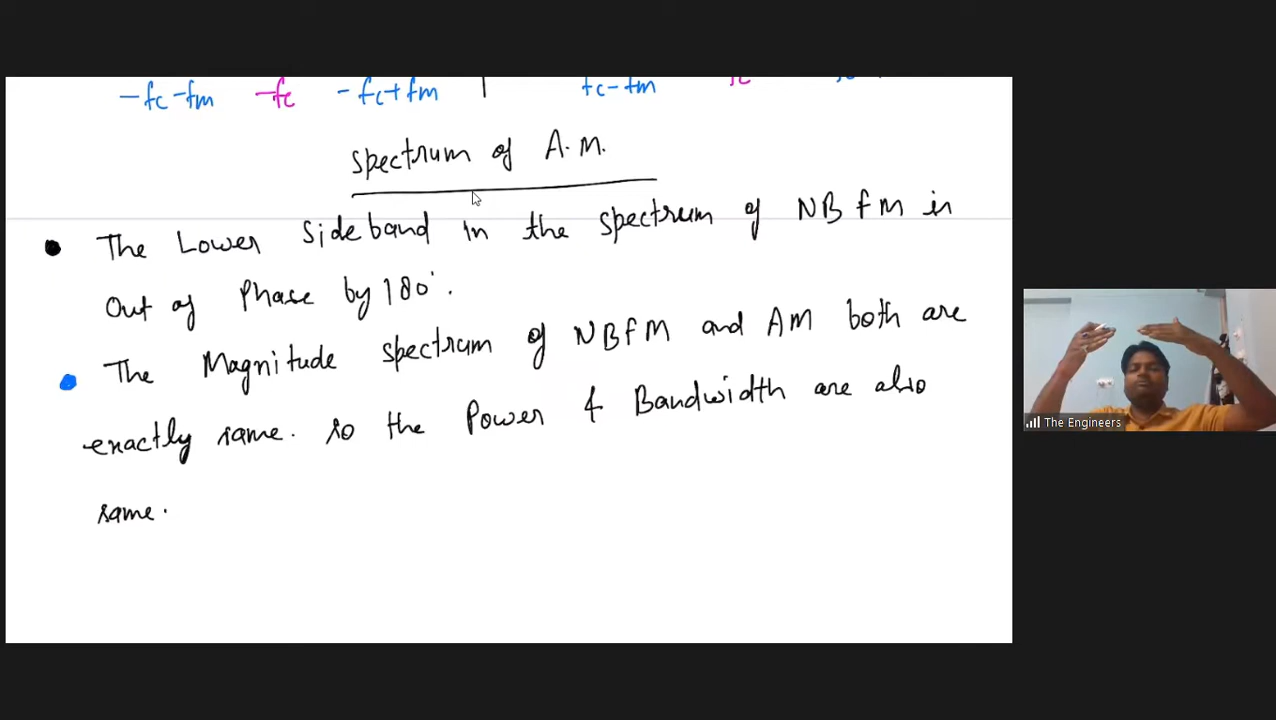 -fc-fm -fc -fc+fm fc-fm
Spectrum of A.M.
The Lower Sideband in the spectrum of NBFM is
Out of Phase by 180°.
The Magnitude spectrum of NBFM and AM both are
exactly same. so the Power & Bandwidth are also
same.
The Engineers